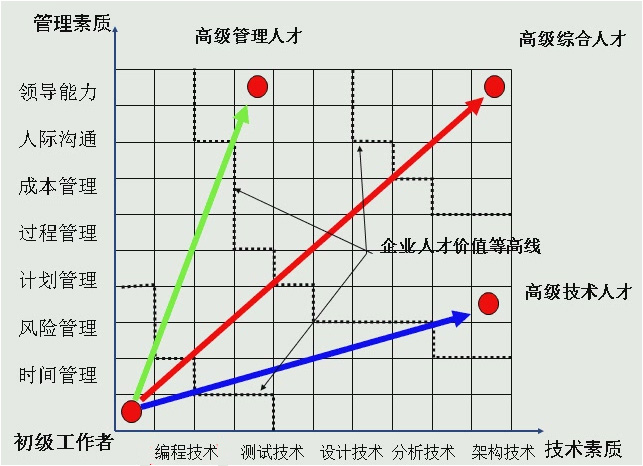 管理素质
高级管理人才
高级综合人才
领导能力
人际沟通
成本管理
过程管理
企业人才价值等高线
计划管理
高级技术人才
风险管理
时间管理
初级工作者
编程技术 测试技术 设计技术 分析技术 架构技术 技术素质